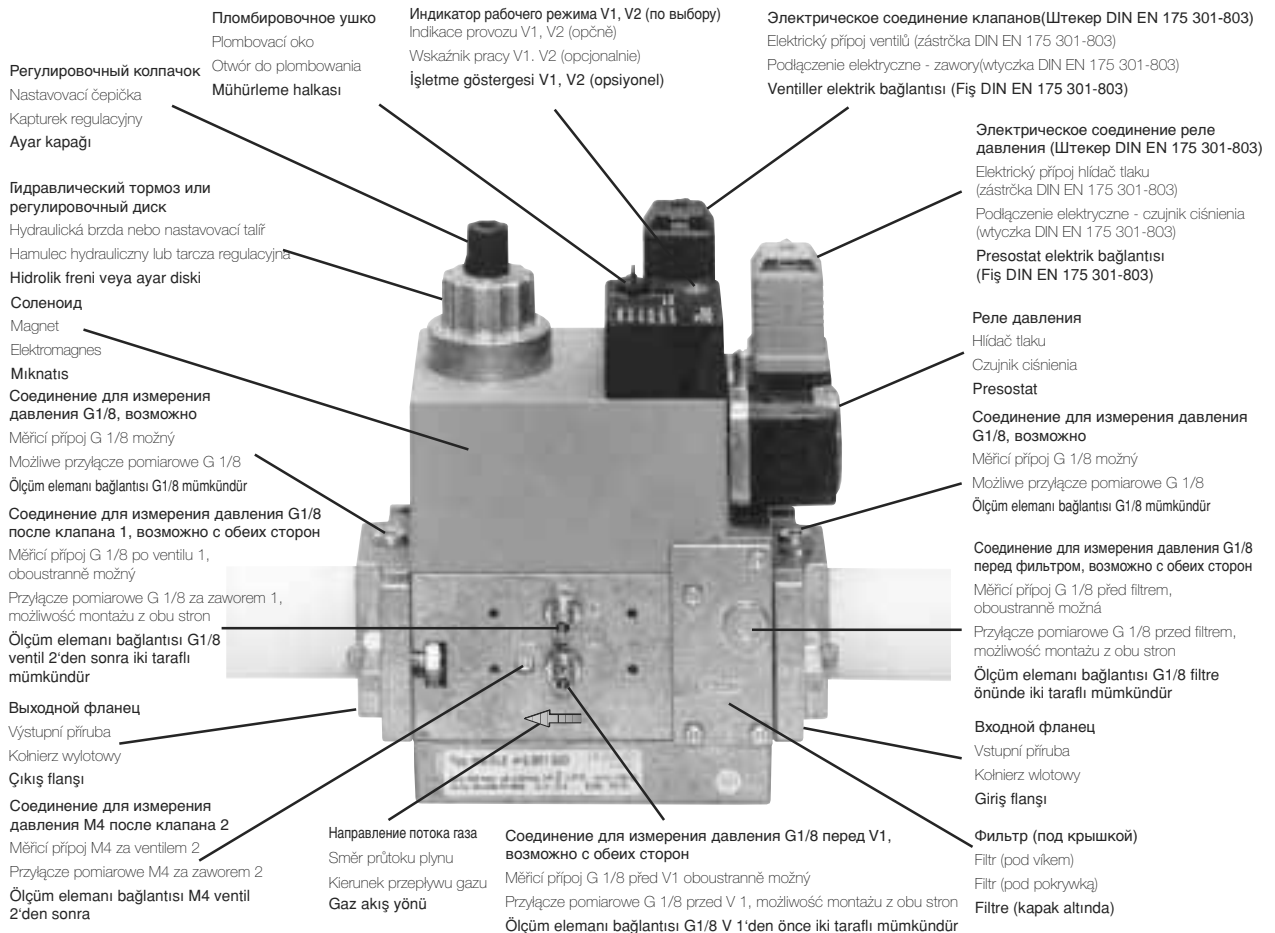 Пломбировочное ушко
Plombovací oko
Otwór do plombowania
Mühürleme halkası
Индикатор рабочего режима V1, V2 (по выбору)
Indikace provozu V1, V2 (opčně)
Wskaźnik pracy V1. V2 (opcjonalnie)
İşletme göstergesi V1, V2 (opsiyonel)
Электрическое соединение клапанов(Штекер DIN EN 175 301-803)
Elektrický přípoj ventilů (zástrčka DIN EN 175 301-803)
Podłączenie elektryczne - zawory(wtyczka DIN EN 175 301-803)
Ventiller elektrik bağlantısı (Fiş DIN EN 175 301-803)
Регулировочный колпачок
Nastavovací čepička
Kapturek regulacyjny
Ayar kapağı
Гидравлический тормоз или
регулировочный диск
Hydraulická brzda nebo nastavovací talíř
Hamulec hydrauliczny lub tarcza regulacyjna
Hidrolik freni veya ayar diski
Соленоид
Magnet
Elektromagnes
Mıknatıs
Соединение для измерения
давления G1/8, возможно
Měřicí přípoj G 1/8 možný
Możliwe przyłącze pomiarowe G 1/8
Ölçüm elemanı bağlantısı G1/8 mümkündür
Соединение для измерения давления G1/8
после клапана 1, возможно с обеих сторон
Měřicí přípoj G 1/8 po ventilu 1,
oboustranně možný
Przyłącze pomiarowe G 1/8 za zaworem 1,
możliwość montażu z obu stron
Ölçüm elemanı bağlantısı G1/8
ventil 2‘den sonra iki taraflı
mümkündür
Выходной фланец
Výstupní příruba
Kołnierz wylotowy
Çıkış flanşı
Соединение для измерения
давления M4 после клапана 2
Měřicí přípoj M4 za ventilem 2
Przyłącze pomiarowe M4 za zaworem 2
Ölçüm elemanı bağlantısı M4 ventil
2‘den sonra
Направление потока газа
Směr průtoku plynu
Kierunek przepływu gazu
Gaz akış yönü
Соединение для измерения давления G1/8 перед V1,
возможно с обеих сторон
Měřicí přípoj G 1/8 před V1 oboustranně možný
Przyłącze pomiarowe G 1/8 przed V 1, możliwość montażu z obu stron
Ölçüm elemanı bağlantısı G1/8 V 1‘den önce iki taraflı mümkündür
Электрическое соединение реле
давления (Штекер DIN EN 175 301-803)
Elektrický přípoj hlídač tlaku
(zástrčka DIN EN 175 301-803)
Podłączenie elektryczne - czujnik ciśnienia
(wtyczka DIN EN 175 301-803)
Presostat elektrik bağlantısı
(Fiş DIN EN 175 301-803)
Реле давления
Hlídač tlaku
Czujnik ciśnienia
Presostat
Соединение для измерения давления
G1/8, возможно
Měřicí přípoj G 1/8 možný
Możliwe przyłącze pomiarowe G 1/8
Ölçüm elemanı bağlantısı G1/8 mümkündür
Соединение для измерения давления G1/8
перед фильтром, возможно с обеих сторон
Měřicí přípoj G 1/8 před filtrem,
oboustranně možná
Przyłącze pomiarowe G 1/8 przed filtrem,
możliwość montażu z obu stron
Ölçüm elemanı bağlantısı G1/8 filtre
önünde iki taraflı mümkündür
Входной фланец
Vstupní příruba
Kołnierz wlotowy
Giriş flanşı
Фильтр (под крышкой)
Filtr (pod víkem)
Filtr (pod pokrywką)
Filtre (kapak altında)